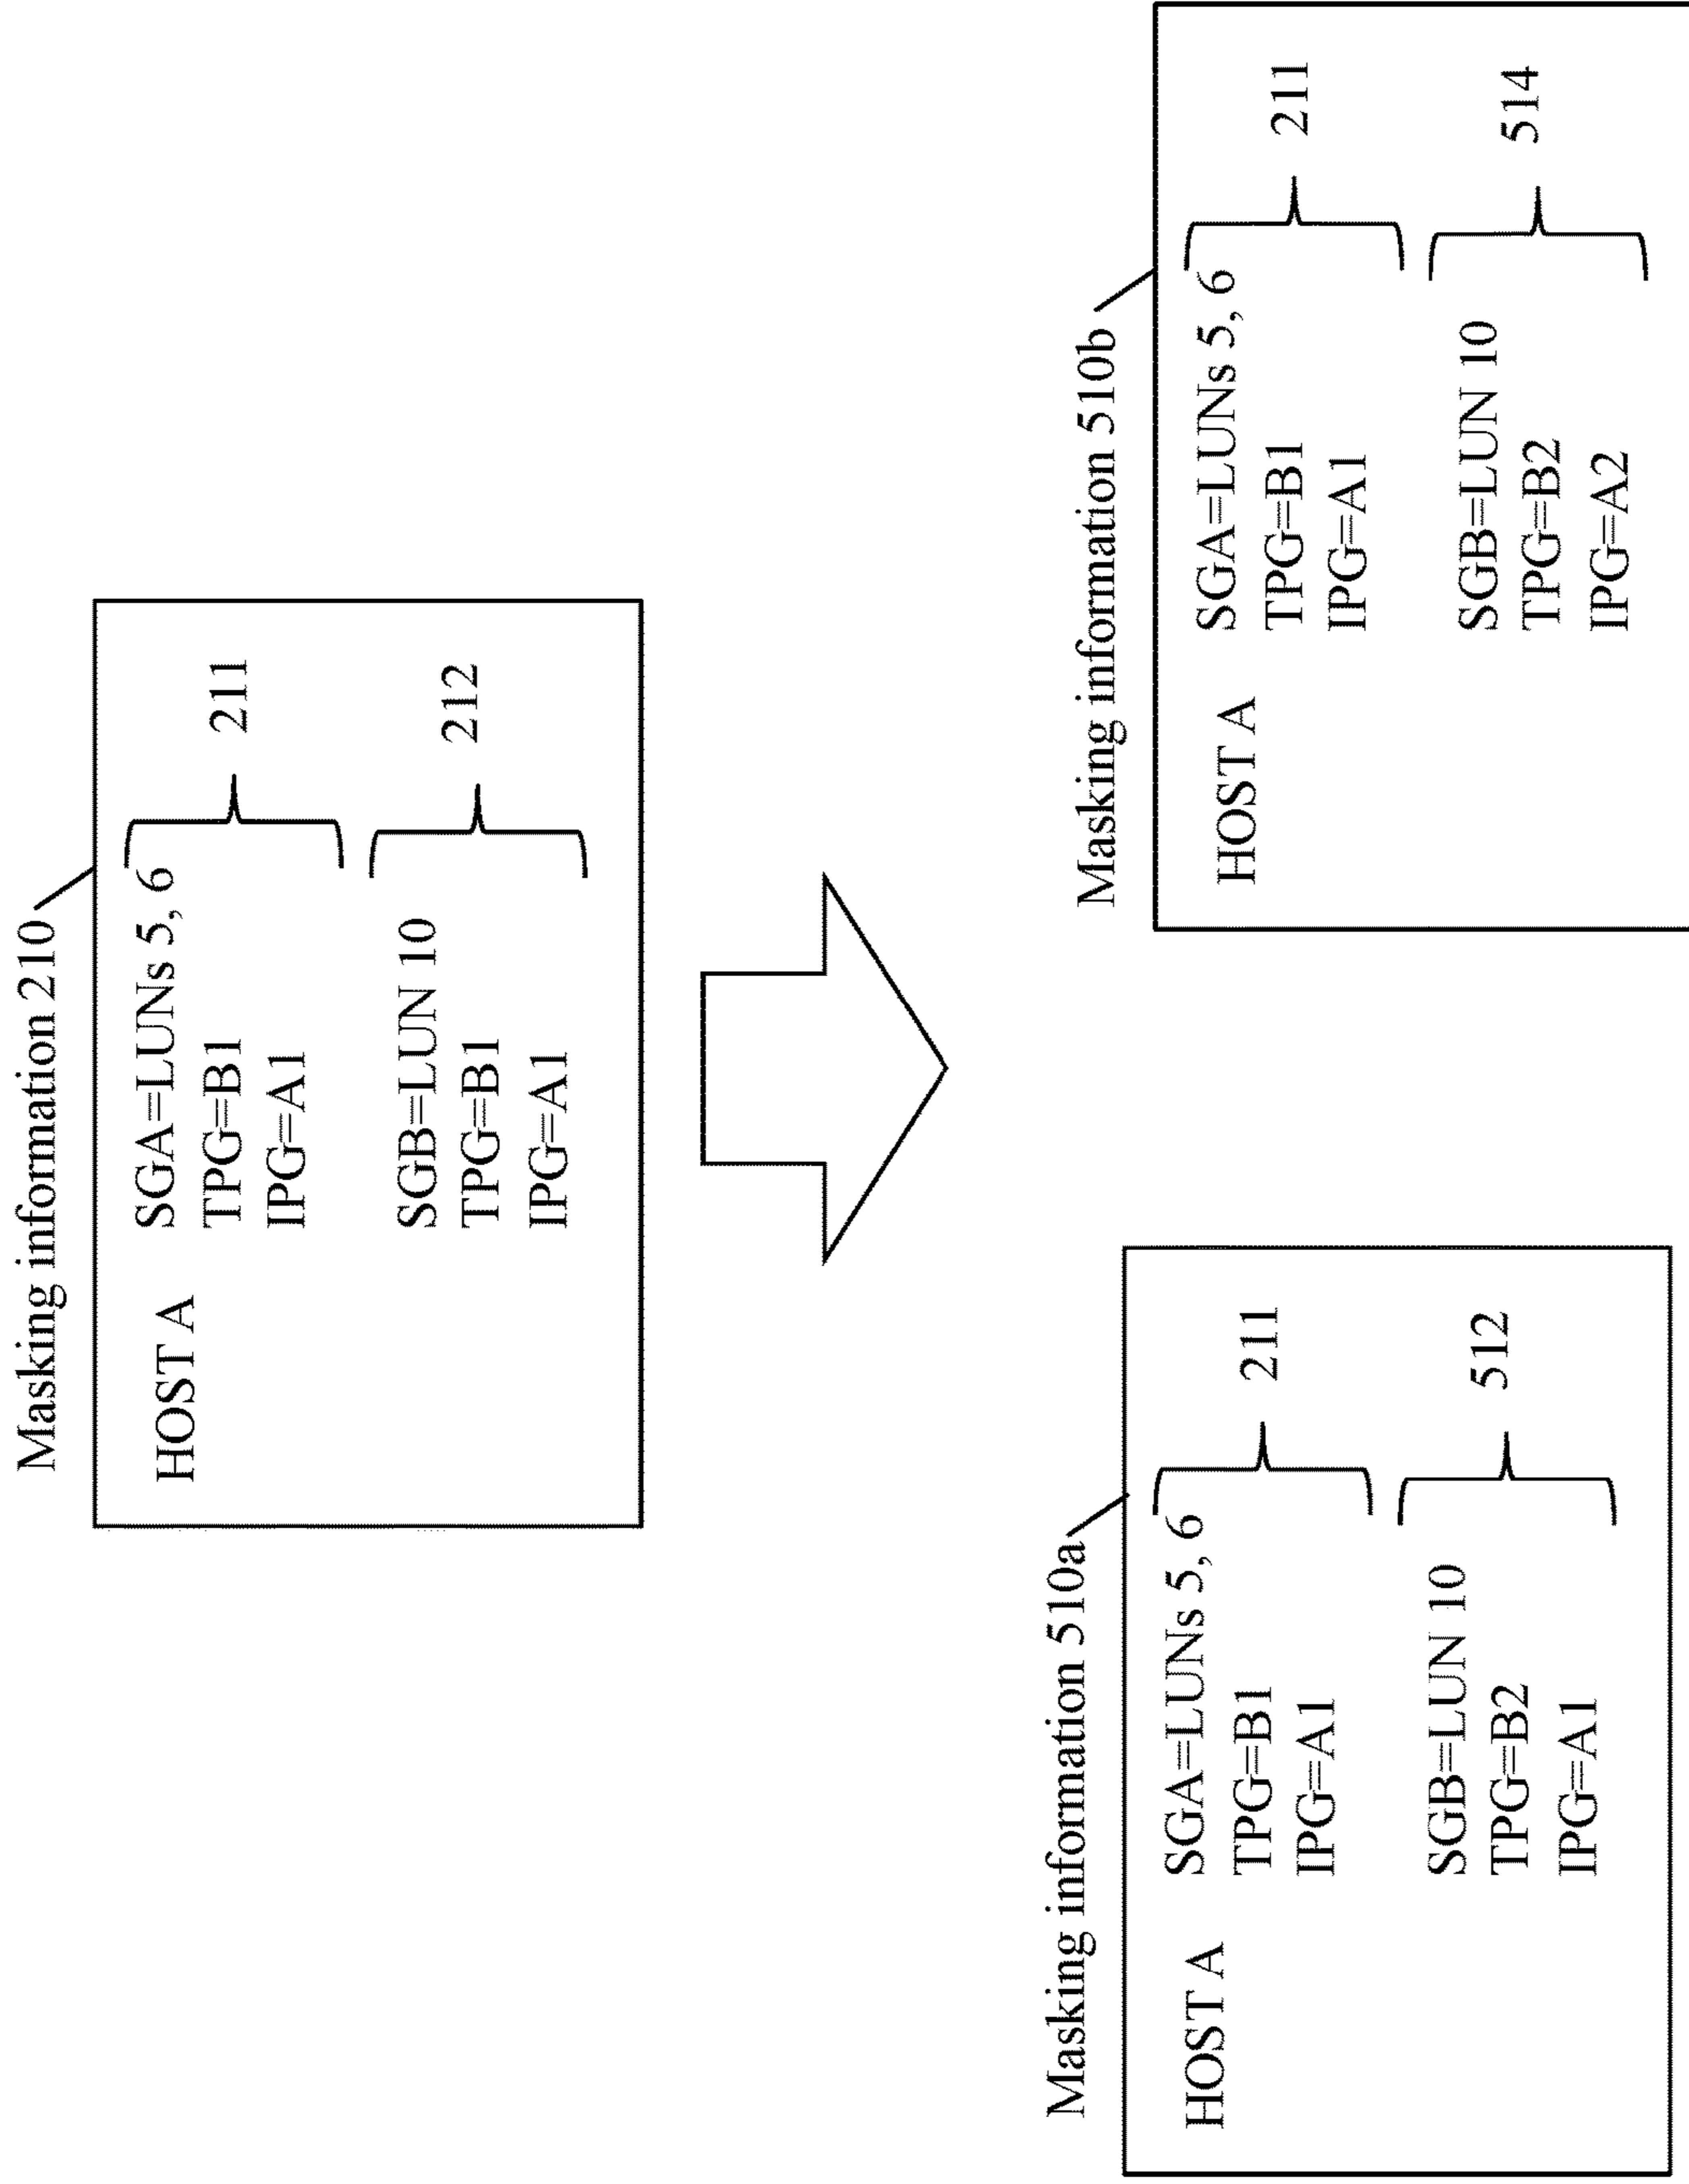 Masking information 210
HOST A SGA=LUNs 5, 6
TPG=B1
IPG=A1
211
SGB=LUN 10
TPG=B1
IPG=A1
212
Masking information 510a
HOST A SGA=LUNs 5, 6
TPG=B1
IPG=A1
211
SGB=LUN 10
TPG=B2
IPG=A1
512
Masking information 510b
HOST A SGA=LUNs 5, 6
TPG=B1
IPG=A1
211
SGB=LUN 10
TPG=B2
IPG=A2
514